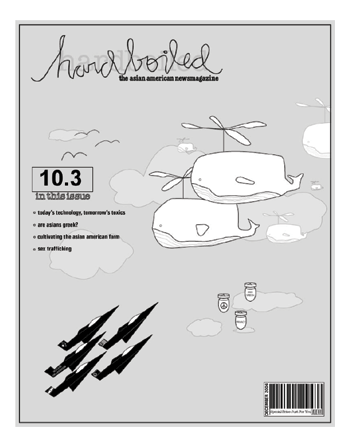 hardboiled
the asian american newsmagazine
10.3
in this issue
today's technology, tomorrow's toxics
are asians greek?
cultivating the asian american farm
sex trafficking